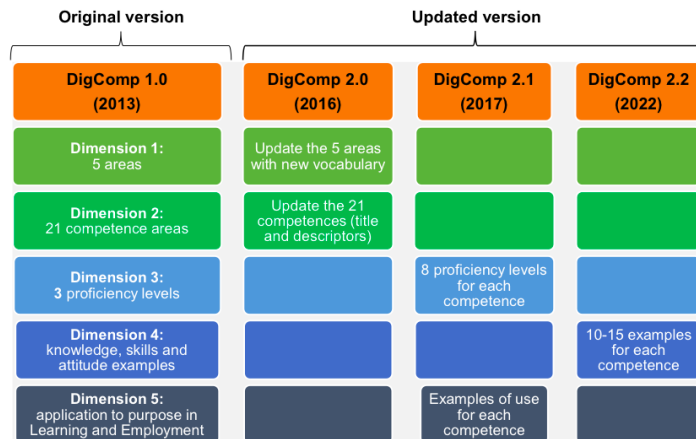 Original version
Updated version
DigComp 1.0
(2013)
DigComp 2.0
(2016)
DigComp 2.1
(2017)
DigComp 2.2
(2022)
Dimension 1:
5 areas
Update the 5 areas
with new vocabulary
Dimension 2:
21 competence areas
Update the 21
competences (title
and descriptors)
Dimension 3:
3 proficiency levels
8 proficiency levels
for each
competence
Dimension 4:
knowledge, skills and
attitude examples
10-15 examples
for each
competence
Dimension 5:
application to purpose in
Learning and Employment
Examples of use
for each
competence